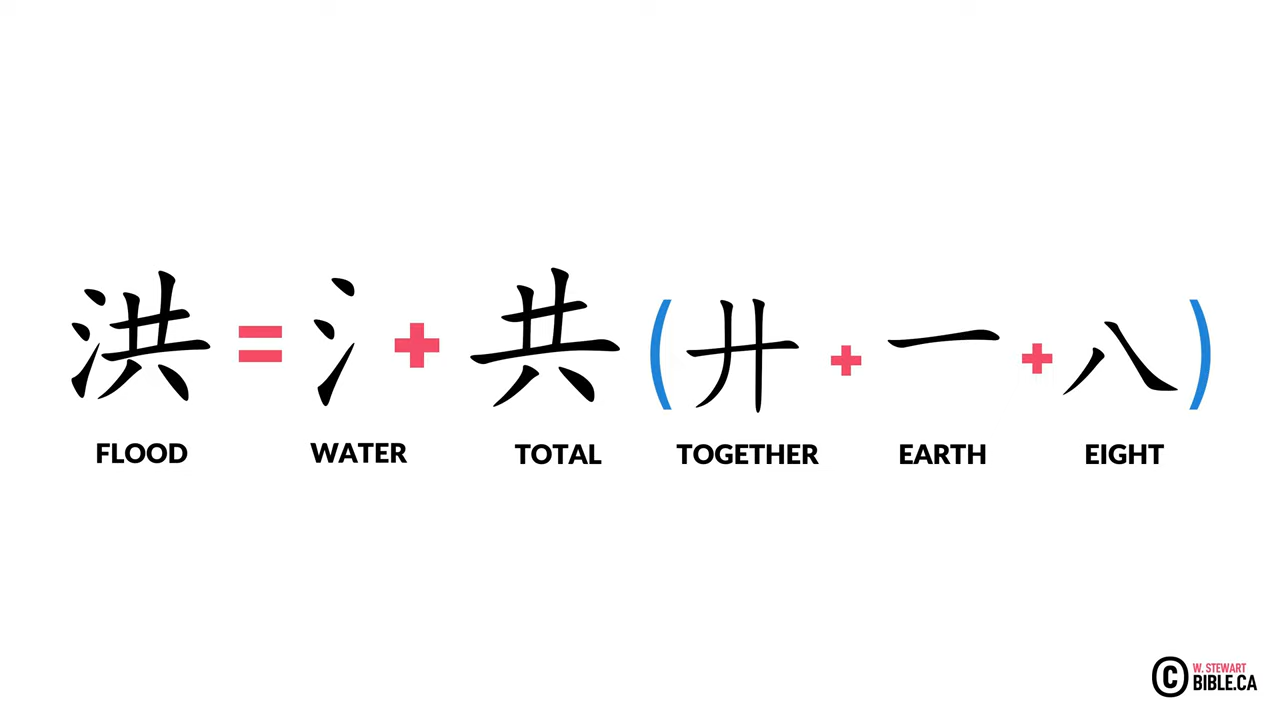 洪 = 氵 + 共 ( 廾 + 一 + 八 )
FLOOD WATER TOTAL TOGETHER EARTH EIGHT
© W. STEWART
BIBLE.CA